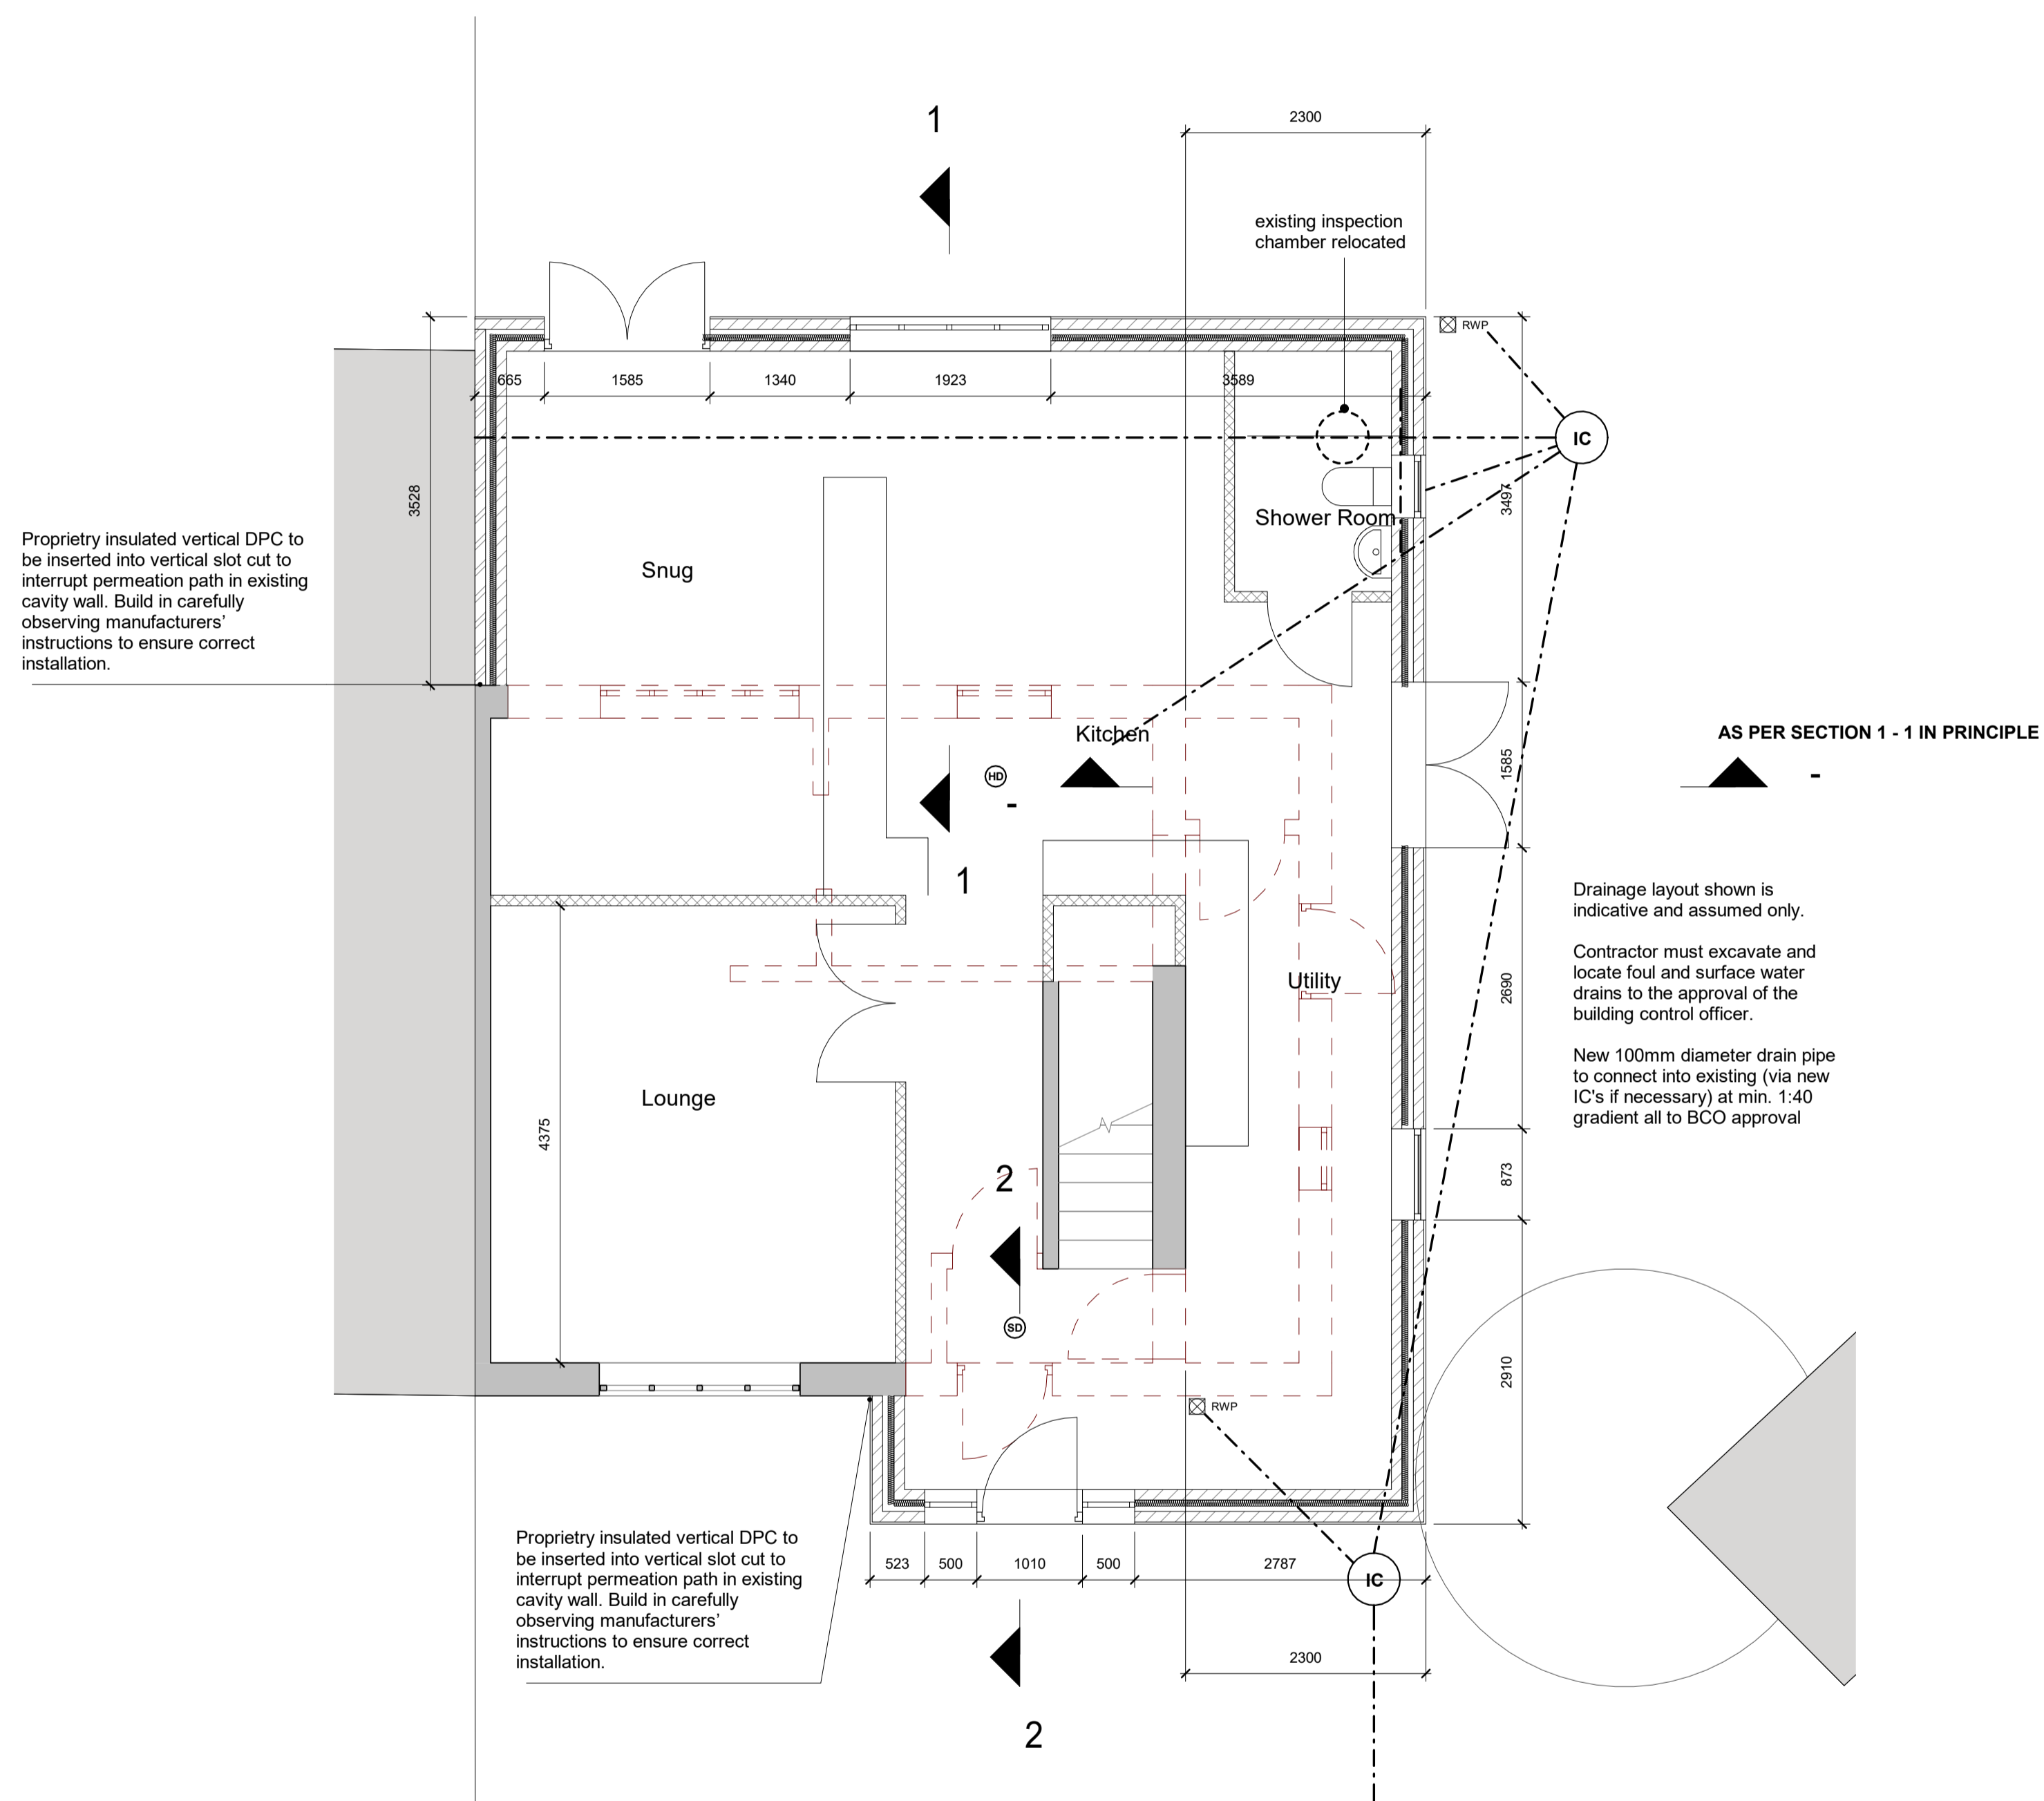 1
2300
existing inspection
chamber relocated
RWP
665
1585
1340
1923
3589
IC
3528
3497
Shower Room
Proprietry insulated vertical DPC to
be inserted into vertical slot cut to
interrupt permeation path in existing
cavity wall. Build in carefully
observing manufacturers’
instructions to ensure correct
installation.
Snug
Kitchen
AS PER SECTION 1 - 1 IN PRINCIPLE
HD
-
1585
-
1
Drainage layout shown is
indicative and assumed only.
Contractor must excavate and
locate foul and surface water
drains to the approval of the
building control officer.
New 100mm diameter drain pipe
to connect into existing (via new
IC's if necessary) at min. 1:40
gradient all to BCO approval
Utility
2690
Lounge
4375
2
873
SD
2910
RWP
Proprietry insulated vertical DPC to
be inserted into vertical slot cut to
interrupt permeation path in existing
cavity wall. Build in carefully
observing manufacturers’
instructions to ensure correct
installation.
523
500
1010
500
2787
IC
2300
2